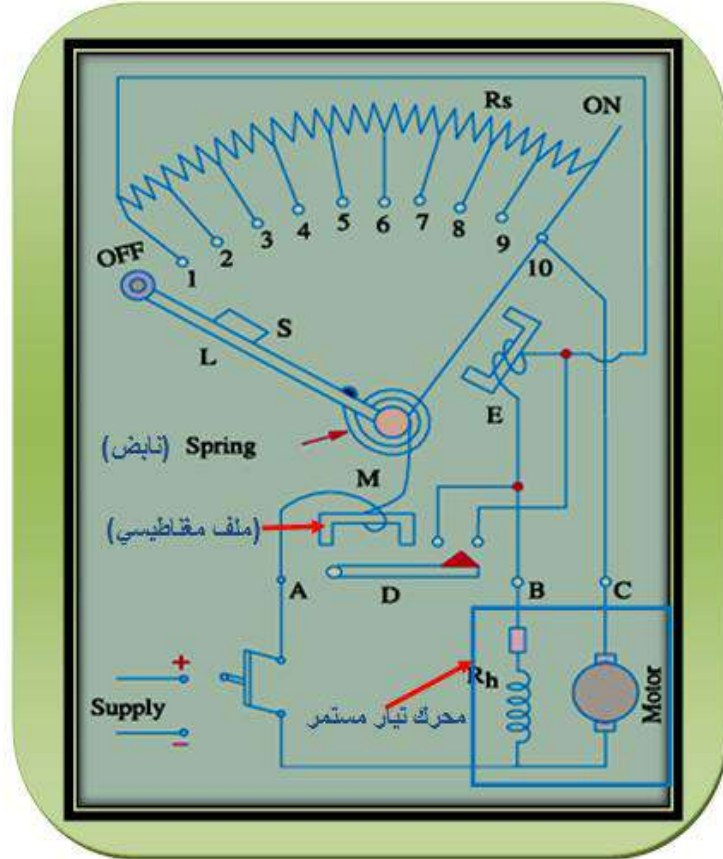 Rs
ON
1
2
3
4
5
6
7
8
9
10
OFF
S
L
E
(نابض) Spring
M
(ملف مغناطيسي)
A
D
B
C
+
Supply
-
Rh
Motor
محرك تيار مستمر